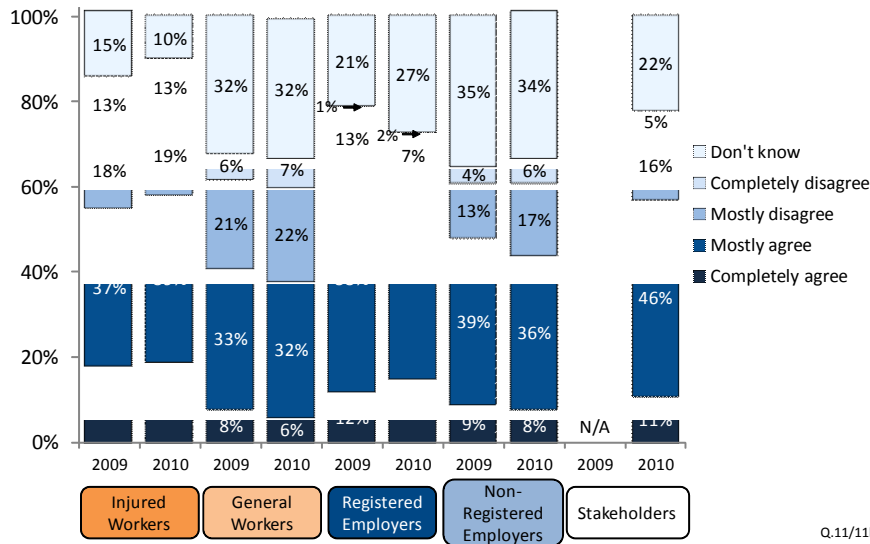 100%
80%
60%
40%
20%
0%
15%
13%
18%
37%
10%
13%
19%
32%
6%
21%
33%
8%
32%
7%
22%
32%
6%
21%
1%
13%
12%
27%
2%
7%
35%
4%
13%
39%
9%
34%
6%
17%
36%
8%
N/A
22%
5%
16%
46%
11%
Don't know
Completely disagree
Mostly disagree
Mostly agree
Completely agree
2009 2010 2009 2010 2009 2010 2009 2010 2009 2010
Injured
Workers
General
Workers
Registered
Employers
Non-
Registered
Employers
Stakeholders